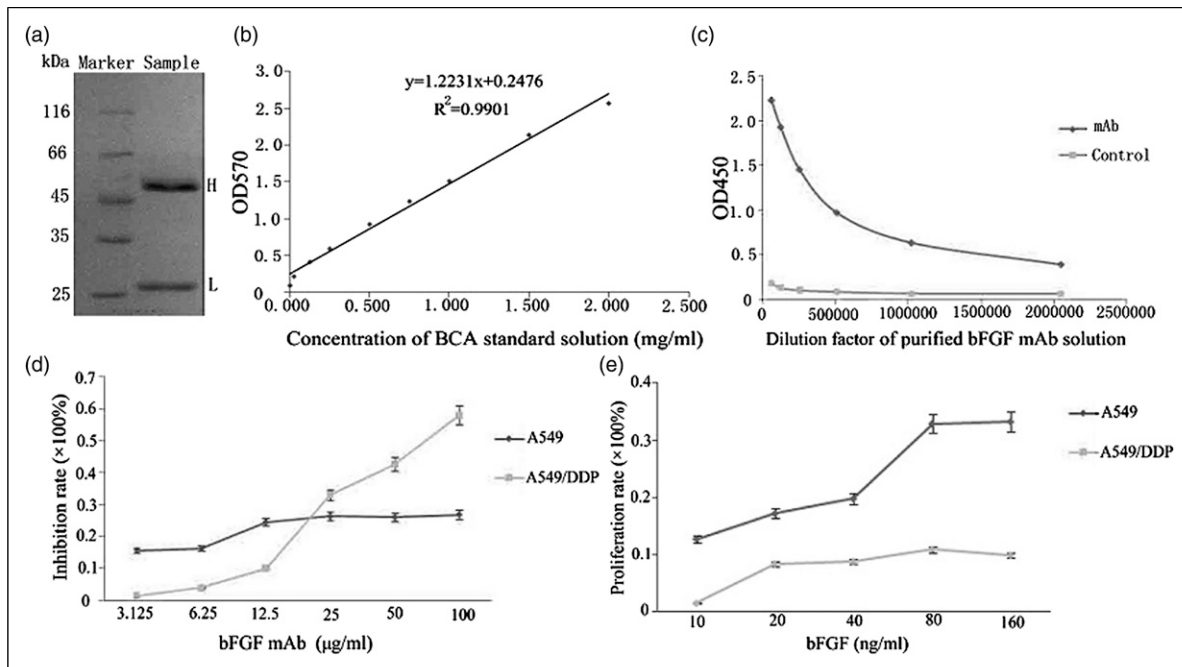 (a)
kDa Marker Sample
116
66
45
35
25
H
L
(b)
y=1.2231x+0.2476
R²=0.9901
OD570
3. 0
2. 5
2. 0
1. 5
1. 0
0. 5
0
0. 000 0. 500 1. 000 1. 500 2. 000 2. 500
Concentration of BCA standard solution (mg/ml)
(c)
OD450
2. 5
2. 0
1. 5
1. 0
0. 5
0
0 500000 1000000 1500000 2000000 2500000
Dilution factor of purified bFGF mAb solution
mAb
Control
(d)
Inhibition rate (×100%)
0.7
0.6
0.5
0.4
0.3
0.2
0.1
0
3.125 6.25 12.5 25 50 100
bFGF mAb (μg/ml)
A549
A549/DDP
(e)
Proliferation rate (×100%)
0.4
0.3
0.2
0.1
0
10 20 40 80 160
bFGF (ng/ml)
A549
A549/DDP